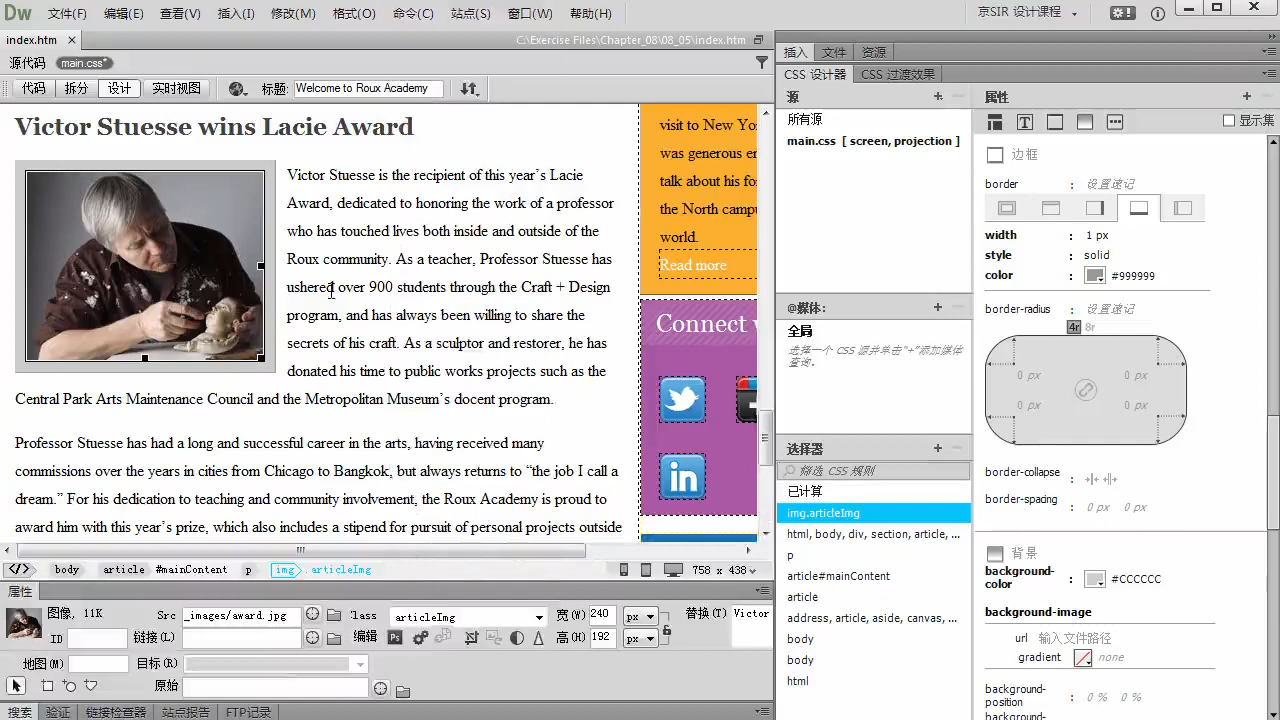 Dw 文件(F) 编辑(E) 查看(V) 插入(I) 修改(M) 格式(O) 命令(C) 站点(S) 窗口(W) 帮助(H) 京SIR 设计课程
index.htm C:\Exercise Files\Chapter_08\08_05\index.htm
源代码 main.css*
代码 拆分 设计 实时视图 标题: Welcome to Roux Academy
Victor Stuesse wins Lacie Award
Victor Stuesse is the recipient of this year's Lacie
Award, dedicated to honoring the work of a professor
who has touched lives both inside and outside of the
Roux community. As a teacher, Professor Stuesse has
ushered over 900 students through the Craft + Design
program, and has always been willing to share the
secrets of his craft. As a sculptor and restorer, he has
donated his time to public works projects such as the
Central Park Arts Maintenance Council and the Metropolitan Museum's docent program.
Professor Stuesse has had a long and successful career in the arts, having received many
commissions over the years in cities from Chicago to Bangkok, but always returns to “the job I call a
dream.” For his dedication to teaching and community involvement, the Roux Academy is proud to
award him with this year's prize, which also includes a stipend for pursuit of personal projects outside
visit to New Yo
was generous e
talk about his fo
the North camp
world.
Read more
Connect
in
body article #mainContent p img .articleImg 758 × 438
属性
图像, 11K Src _images/award.jpg Class articleImg 宽(W) 240 px 替换(T) Victor
ID 链接(L) 编辑 Ps 高(H) 192 px
地图(M) 目标(R)
原始
搜索 验证 链接检查器 站点报告 FTP记录
插入 文件 资源
CSS 设计器 CSS 过渡效果
源
所有源
main.css [ screen, projection ]
@媒体:
全局
选择一个 CSS 源并单击“+”添加媒体
查询。
选择器
筛选 CSS 规则
已计算
img.articleImg
html, body, div, section, article, ...
p
article#mainContent
article
address, article, aside, canvas, ...
body
body
html
属性
T 显示集
边框
border : 设置速记
width : 1 px
style : solid
color : #999999
border-radius : 设置速记
4r 8r
0 px 0 px
0 px 0 px
border-collapse :
border-spacing : 0 px 0 px
背景
background-
color : #CCCCCC
background-image
url 输入文件路径
gradient none
background-
position : 0 % 0 %